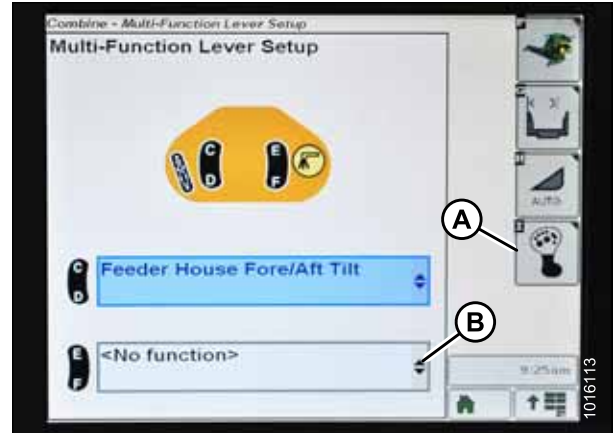 Combine - Multi-Function Lever Setup
Multi-Function Lever Setup
C
D
E
F
AUTO
A
C
D
Feeder House Fore/Aft Tilt
B
E
F
<No function>
9:25am
1016113